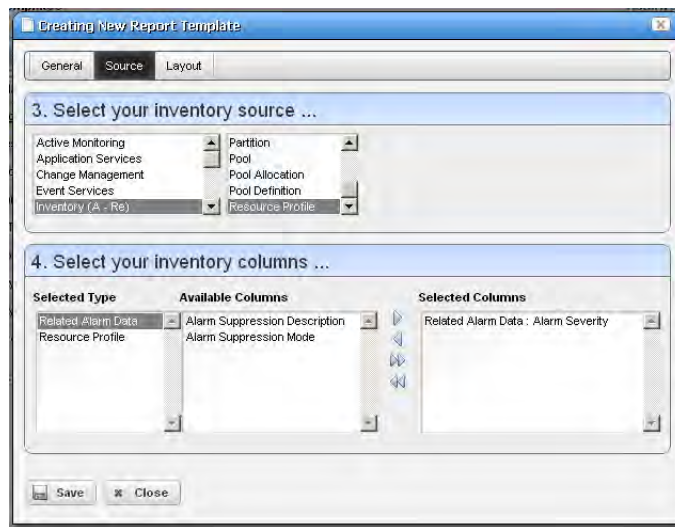 Creating New Report Template
General Source Layout
3. Select your inventory source ...
Active Monitoring
Application Services
Change Management
Event Services
Inventory (A - Re)
Partition
Pool
Pool Allocation
Pool Definition
Resource Profile
4. Select your inventory columns ...
Selected Type Available Columns Selected Columns
Related Alarm Data
Resource Profile
Alarm Suppression Description
Alarm Suppression Mode
Related Alarm Data : Alarm Severity
Save Close